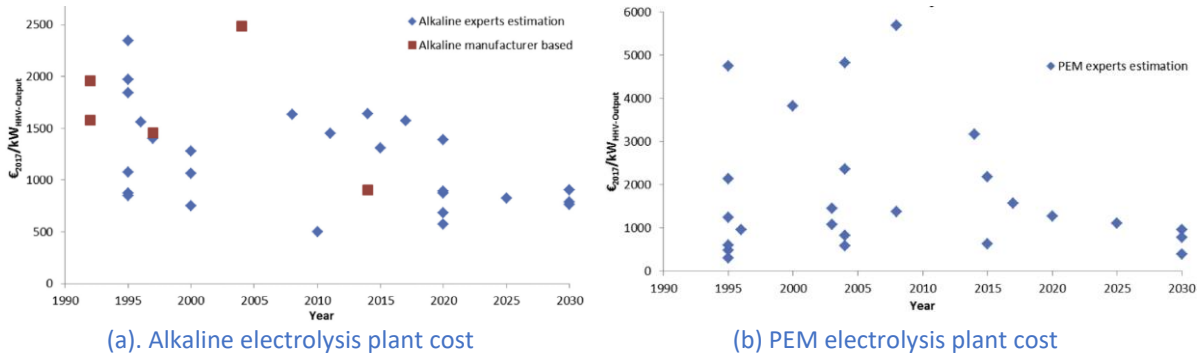 2500
2000
1500
1000
500
0
€2017/kWHHV-Output
1990 1995 2000 2005 2010 2015 2020 2025 2030
Year
Alkaline experts estimation
Alkaline manufacturer based
(a). Alkaline electrolysis plant cost
6000
5000
4000
3000
2000
1000
0
€2017/kWHHV-Output
1990 1995 2000 2005 2010 2015 2020 2025 2030
Year
PEM experts estimation
(b) PEM electrolysis plant cost